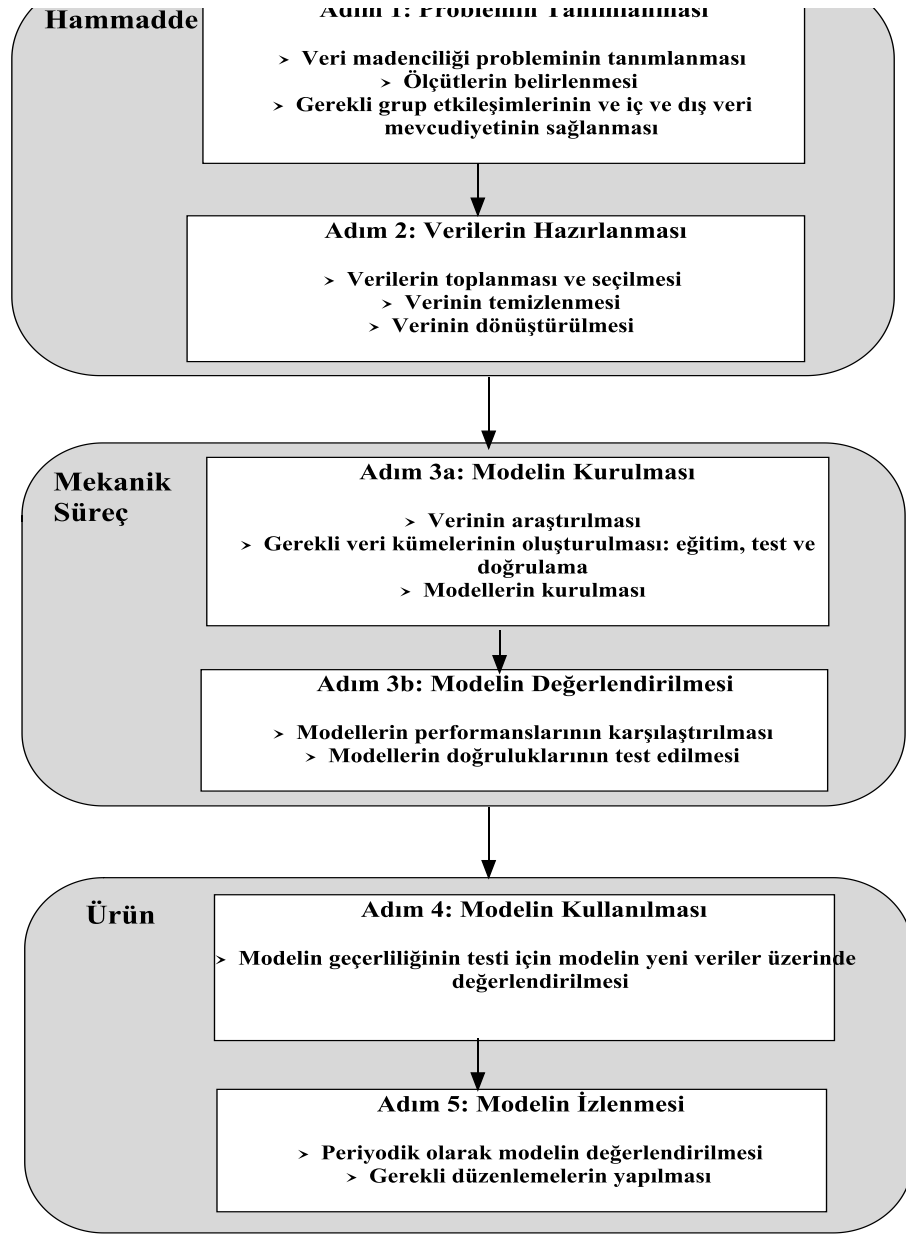 Hammadde
Adım 1: Problemin Tanımlanması
➢ Veri madenciliği probleminin tanımlanması
➢ Ölçütlerin belirlenmesi
➢ Gerekli grup etkileşimlerinin ve iç ve dış veri
mevcudiyetinin sağlanması
Adım 2: Verilerin Hazırlanması
➢ Verilerin toplanması ve seçilmesi
➢ Verinin temizlenmesi
➢ Verinin dönüştürülmesi
Mekanik
Süreç
Adım 3a: Modelin Kurulması
➢ Verinin araştırılması
➢ Gerekli veri kümelerinin oluşturulması: eğitim, test ve
doğrulama
➢ Modellerin kurulması
Adım 3b: Modelin Değerlendirilmesi
➢ Modellerin performanslarının karşılaştırılması
➢ Modellerin doğruluklarının test edilmesi
Ürün
Adım 4: Modelin Kullanılması
➢ Modelin geçerliliğinin testi için modelin yeni veriler üzerinde
değerlendirilmesi
Adım 5: Modelin İzlenmesi
➢ Periyodik olarak modelin değerlendirilmesi
➢ Gerekli düzenlemelerin yapılması